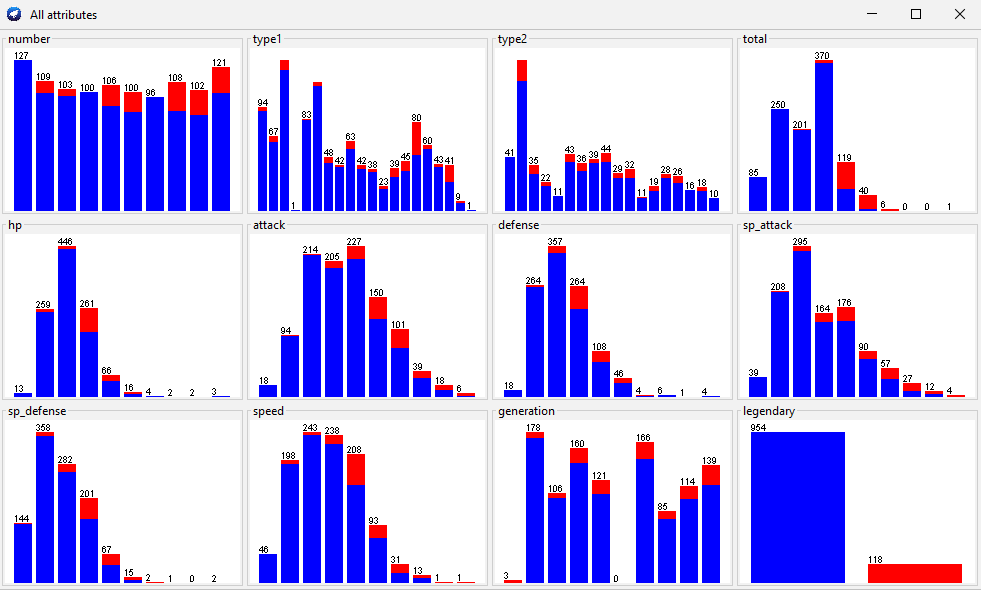 All attributes
number
127 109 103 100 106 100 96 108 102 121
type1
94 67 1 83 48 42 63 42 38 23 39 45 80 60 43 41 9 1
type2
41 35 22 11 43 36 39 44 29 32 11 19 28 26 16 18 10
total
85 250 201 370 119 40 6 0 0 1
hp
13 259 446 261 66 16 4 2 2 3
attack
18 94 214 205 227 150 101 39 18 6
defense
18 264 357 264 108 46 4 6 1 4
sp_attack
39 208 295 164 176 90 57 27 12 4
sp_defense
144 358 282 201 67 15 2 1 0 2
speed
46 198 243 238 208 93 31 13 1 1
generation
3 178 106 160 121 0 166 85 114 139
legendary
954 118